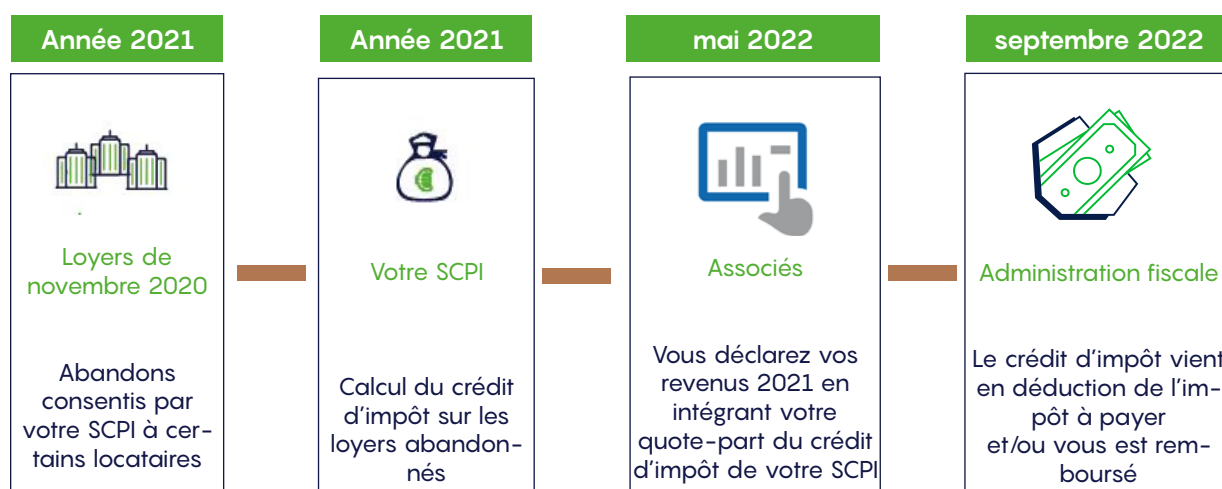 Année 2021
Loyers de
novembre 2020
Abandons
consentis par
votre SCPI à cer-
tains locataires
Année 2021
€
Votre SCPI
Calcul du crédit
d'impôt sur les
loyers abandon-
nés
mai 2022
Associés
Vous déclarez vos
revenus 2021 en
intégrant votre
quote-part du crédit
d'impôt de votre SCPI
septembre 2022
Administration fiscale
Le crédit d'impôt vient
en déduction de l'im-
pôt à payer
et/ou vous est rem-
boursé